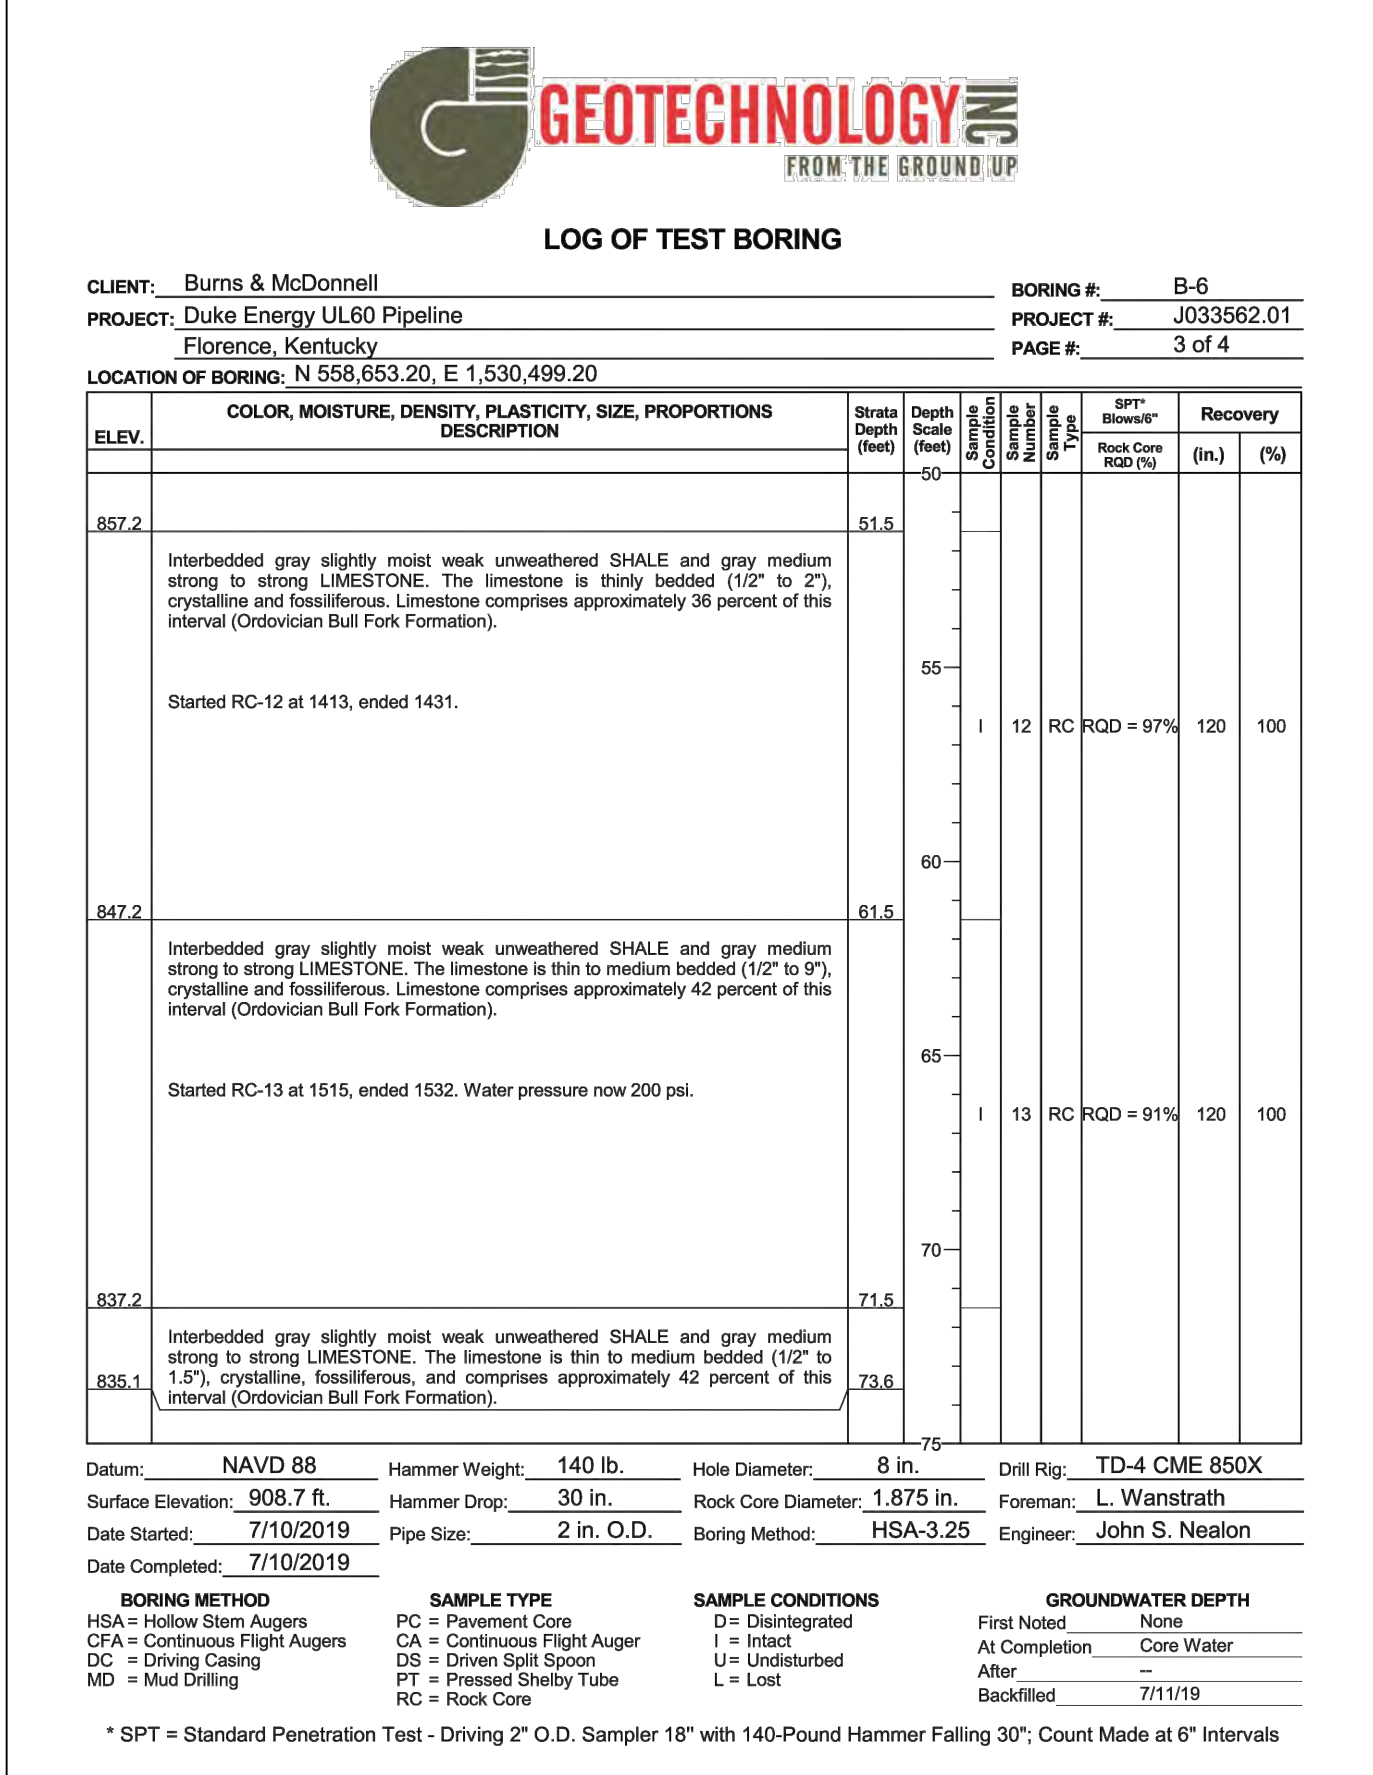 GEOTECHNOLOGY INC
FROM THE GROUND UP
LOG OF TEST BORING
CLIENT: Burns & McDonnell
BORING #: B-6
PROJECT: Duke Energy UL60 Pipeline
PROJECT #: J033562.01
Florence, Kentucky
PAGE #: 3 of 4
LOCATION OF BORING: N 558,653.20, E 1,530,499.20
ELEV.
COLOR, MOISTURE, DENSITY, PLASTICITY, SIZE, PROPORTIONS
DESCRIPTION
Strata
Depth
(feet)
Depth
Scale
(feet)
Sample
Condition
Sample
Number
Sample
Type
SPT*
Blows/6"
Rock Core
RQD (%)
Recovery
(in.) (%)
50
857.2 51.5
Interbedded gray slightly moist weak unweathered SHALE and gray medium
strong to strong LIMESTONE. The limestone is thinly bedded (1/2" to 2"),
crystalline and fossiliferous. Limestone comprises approximately 36 percent of this
interval (Ordovician Bull Fork Formation).
55
Started RC-12 at 1413, ended 1431.
I 12 RC RQD = 97% 120 100
60
847.2 61.5
Interbedded gray slightly moist weak unweathered SHALE and gray medium
strong to strong LIMESTONE. The limestone is thin to medium bedded (1/2" to 9"),
crystalline and fossiliferous. Limestone comprises approximately 42 percent of this
interval (Ordovician Bull Fork Formation).
65
Started RC-13 at 1515, ended 1532. Water pressure now 200 psi.
I 13 RC RQD = 91% 120 100
70
837.2 71.5
Interbedded gray slightly moist weak unweathered SHALE and gray medium
strong to strong LIMESTONE. The limestone is thin to medium bedded (1/2" to
1.5"), crystalline, fossiliferous, and comprises approximately 42 percent of this
interval (Ordovician Bull Fork Formation).
835.1 73.6
75
Datum: NAVD 88 Hammer Weight: 140 lb. Hole Diameter: 8 in. Drill Rig: TD-4 CME 850X
Surface Elevation: 908.7 ft. Hammer Drop: 30 in. Rock Core Diameter: 1.875 in. Foreman: L. Wanstrath
Date Started: 7/10/2019 Pipe Size: 2 in. O.D. Boring Method: HSA-3.25 Engineer: John S. Nealon
Date Completed: 7/10/2019
BORING METHOD
HSA = Hollow Stem Augers
CFA = Continuous Flight Augers
DC = Driving Casing
MD = Mud Drilling
SAMPLE TYPE
PC = Pavement Core
CA = Continuous Flight Auger
DS = Driven Split Spoon
PT = Pressed Shelby Tube
RC = Rock Core
SAMPLE CONDITIONS
D = Disintegrated
I = Intact
U = Undisturbed
L = Lost
GROUNDWATER DEPTH
First Noted None
At Completion Core Water
After --
Backfilled 7/11/19
* SPT = Standard Penetration Test - Driving 2" O.D. Sampler 18" with 140-Pound Hammer Falling 30"; Count Made at 6" Intervals